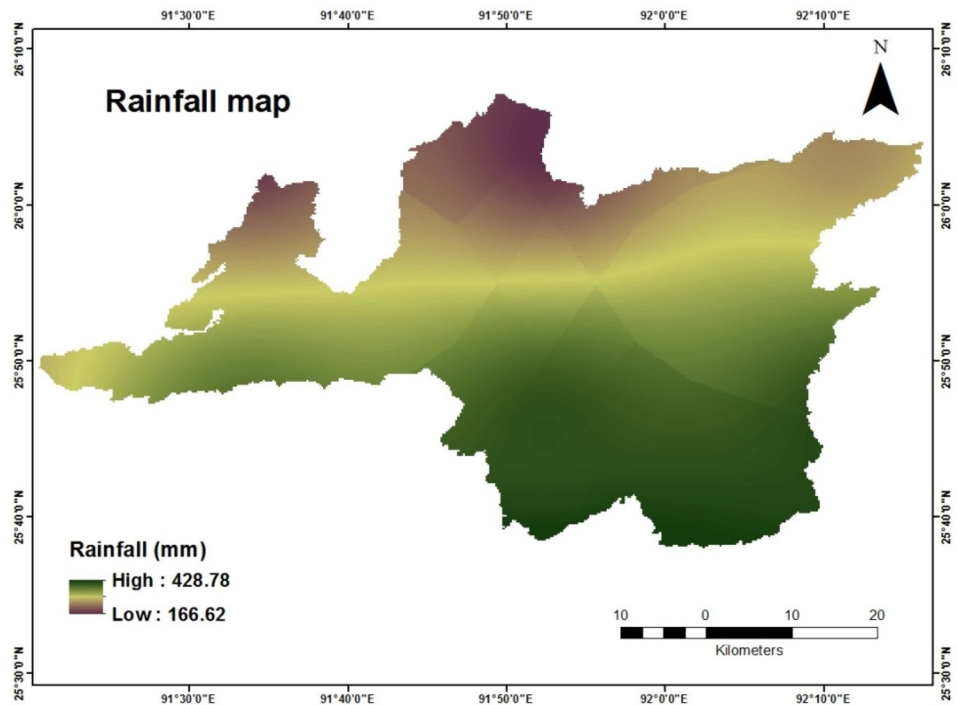 91°30'0"E 91°40'0"E 91°50'0"E 92°0'0"E 92°10'0"E
26°10'0"N 26°10'0"N
N
Rainfall map
26°0'0"N 26°0'0"N
25°50'0"N 25°50'0"N
25°40'0"N 25°40'0"N
Rainfall (mm)
High : 428.78
Low : 166.62
10 0 10 20
Kilometers
25°30'0"N 25°30'0"N
91°30'0"E 91°40'0"E 91°50'0"E 92°0'0"E 92°10'0"E